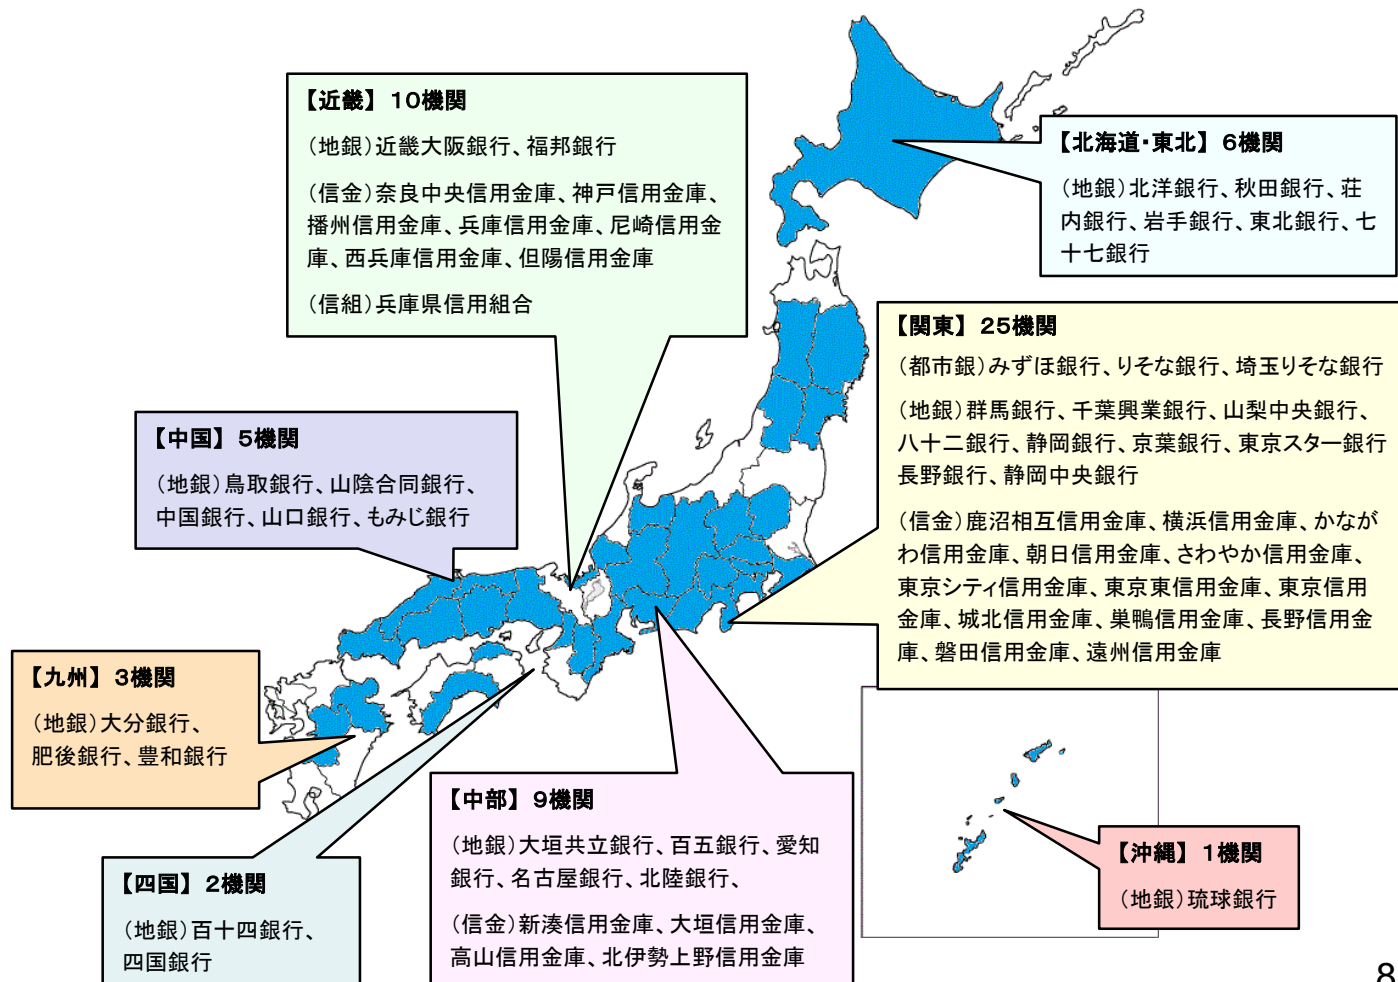 【近畿】 10機関
(地銀)近畿大阪銀行、福邦銀行
(信金)奈良中央信用金庫、神戸信用金庫、
播州信用金庫、兵庫信用金庫、尼崎信用金
庫、西兵庫信用金庫、但陽信用金庫
(信組)兵庫県信用組合
【北海道・東北】 6機関
(地銀)北洋銀行、秋田銀行、荘
内銀行、岩手銀行、東北銀行、七
十七銀行
【関東】 25機関
(都市銀)みずほ銀行、りそな銀行、埼玉りそな銀行
(地銀)群馬銀行、千葉興業銀行、山梨中央銀行、
八十二銀行、静岡銀行、京葉銀行、東京スター銀行
長野銀行、静岡中央銀行
(信金)鹿沼相互信用金庫、横浜信用金庫、かなが
わ信用金庫、朝日信用金庫、さわやか信用金庫、
東京シティ信用金庫、東京東信用金庫、東京信用
金庫、城北信用金庫、巣鴨信用金庫、長野信用金
庫、磐田信用金庫、遠州信用金庫
【中国】 5機関
(地銀)鳥取銀行、山陰合同銀行、
中国銀行、山口銀行、もみじ銀行
【九州】 3機関
(地銀)大分銀行、
肥後銀行、豊和銀行
【四国】 2機関
(地銀)百十四銀行、
四国銀行
【中部】 9機関
(地銀)大垣共立銀行、百五銀行、愛知
銀行、名古屋銀行、北陸銀行、
(信金)新湊信用金庫、大垣信用金庫、
高山信用金庫、北伊勢上野信用金庫
【沖縄】 1機関
(地銀)琉球銀行
8